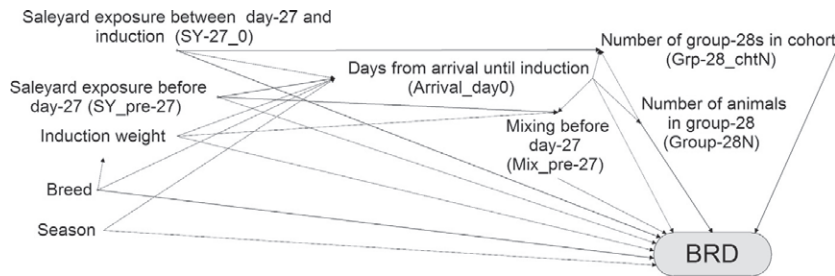 Saleyard exposure between day-27 and
induction (SY-27_0)
Number of group-28s in cohort
(Grp-28_chtN)
Days from arrival until induction
(Arrival_day0)
Saleyard exposure before
day-27 (SY_pre-27)
Number of animals
in group-28
(Group-28N)
Mixing before
day-27
(Mix_pre-27)
Induction weight
Breed
Season
BRD